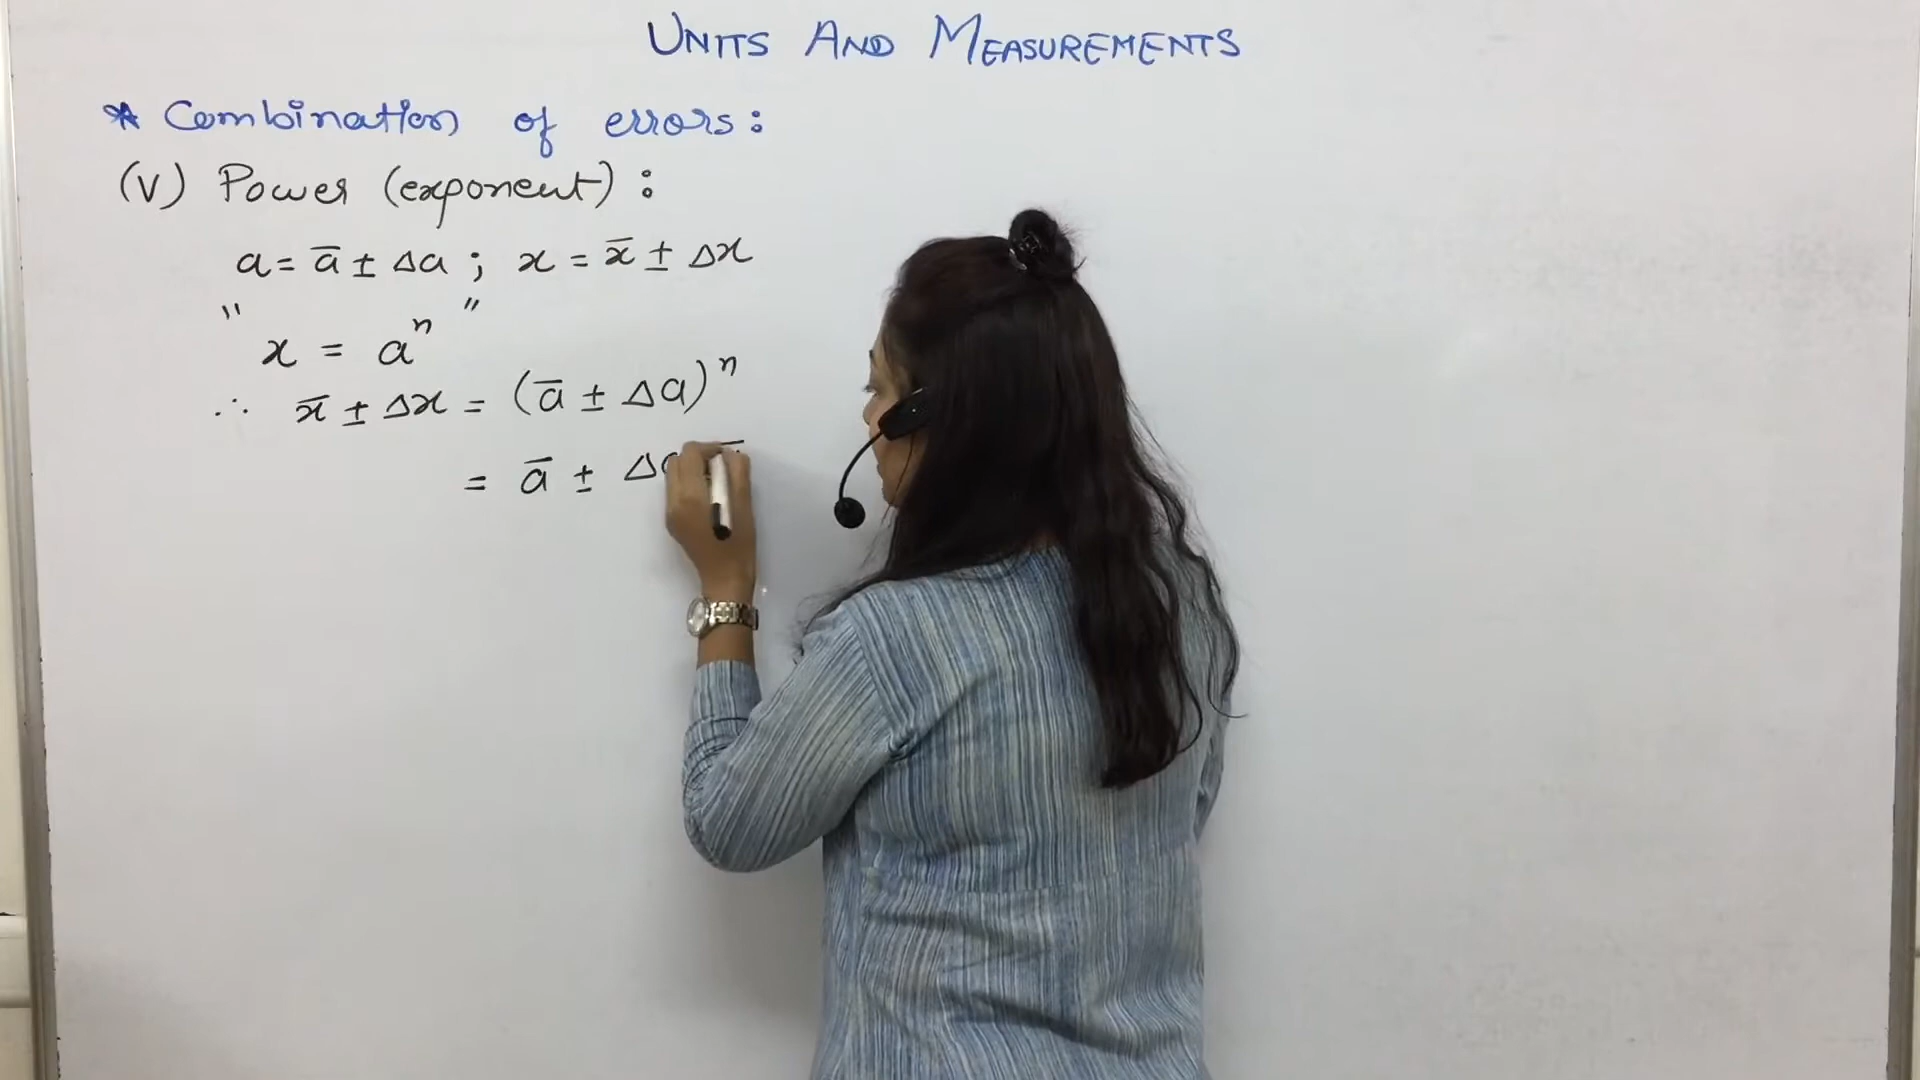 UNITS AND MEASUREMENTS
* Combination of errors:
(V) Power (exponent):
a = a̅ ± Δa ; x = x̅ ± Δx
" "
x = aⁿ
∴ x̅ ± Δx = (a̅ ± Δa)ⁿ
= a̅ ± Δ